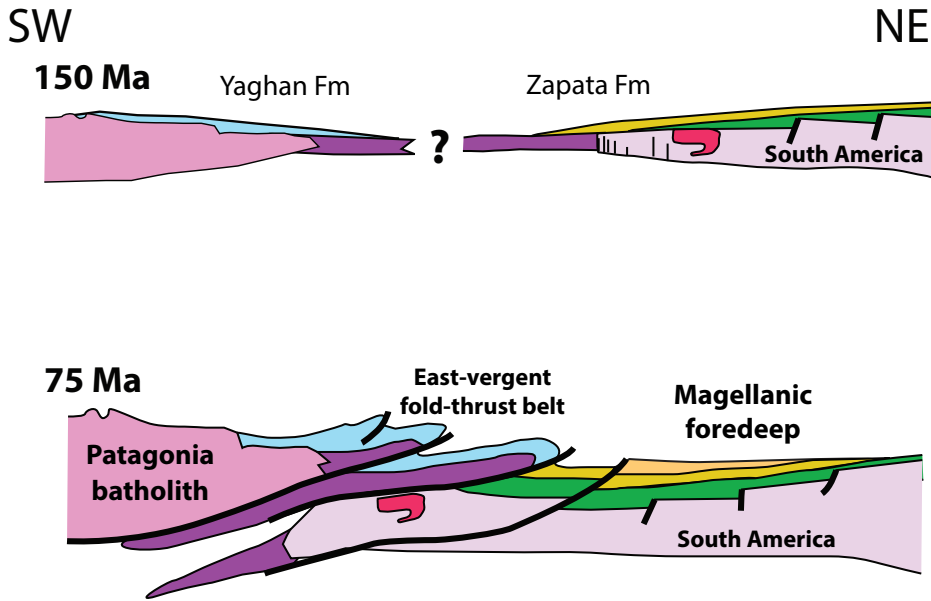 SW
NE
150 Ma
Yaghan Fm
Zapata Fm
?
South America
75 Ma
East-vergent
fold-thrust belt
Magellanic
foredeep
Patagonia
batholith
South America